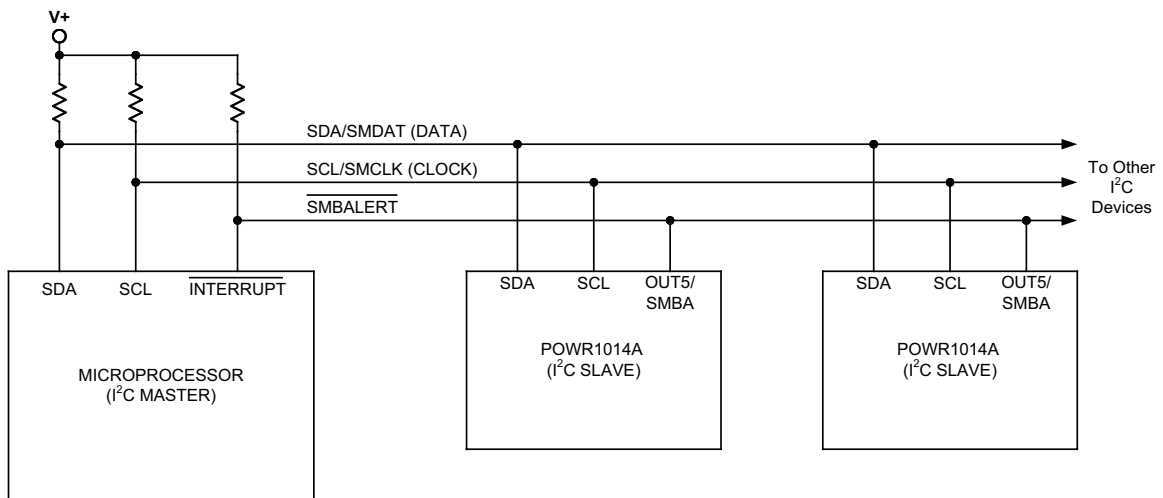 V+
SDA/SMDAT (DATA)
SCL/SMCLK (CLOCK)
SMBALERT
To Other
I²C
Devices
SDA SCL INTERRUPT
SDA SCL OUT5/
SMBA
SDA SCL OUT5/
SMBA
MICROPROCESSOR
(I²C MASTER)
POWR1014A
(I²C SLAVE)
POWR1014A
(I²C SLAVE)